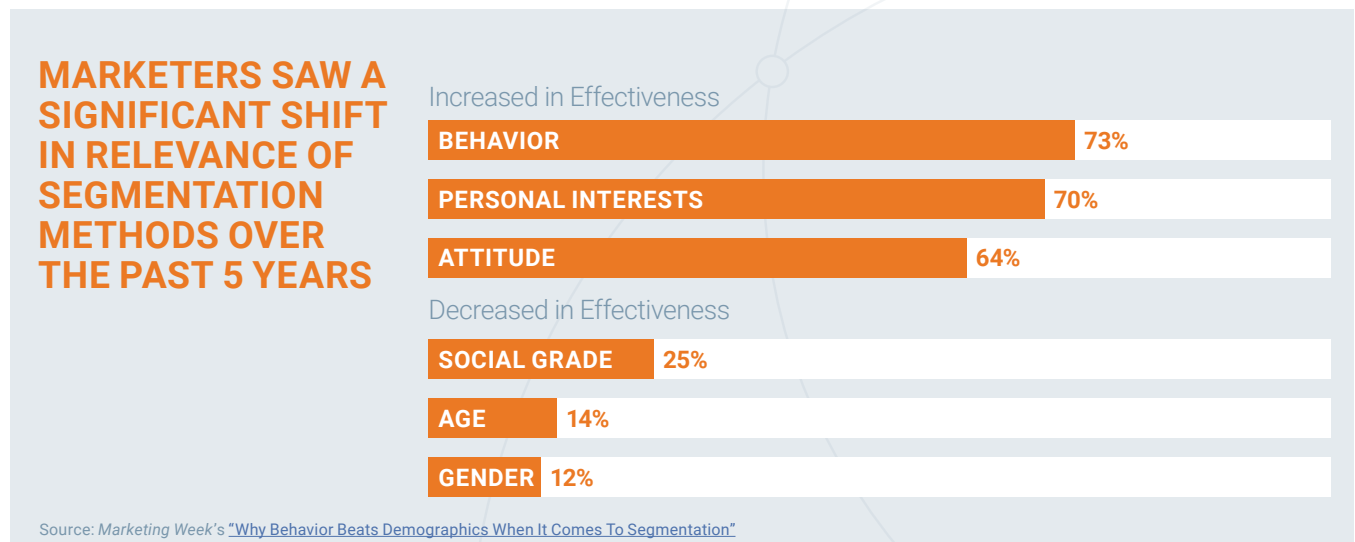 MARKETERS SAW A
SIGNIFICANT SHIFT
IN RELEVANCE OF
SEGMENTATION
METHODS OVER
THE PAST 5 YEARS
Increased in Effectiveness
BEHAVIOR 73%
PERSONAL INTERESTS 70%
ATTITUDE 64%
Decreased in Effectiveness
SOCIAL GRADE 25%
AGE 14%
GENDER 12%
Source: Marketing Week's “Why Behavior Beats Demographics When It Comes To Segmentation”